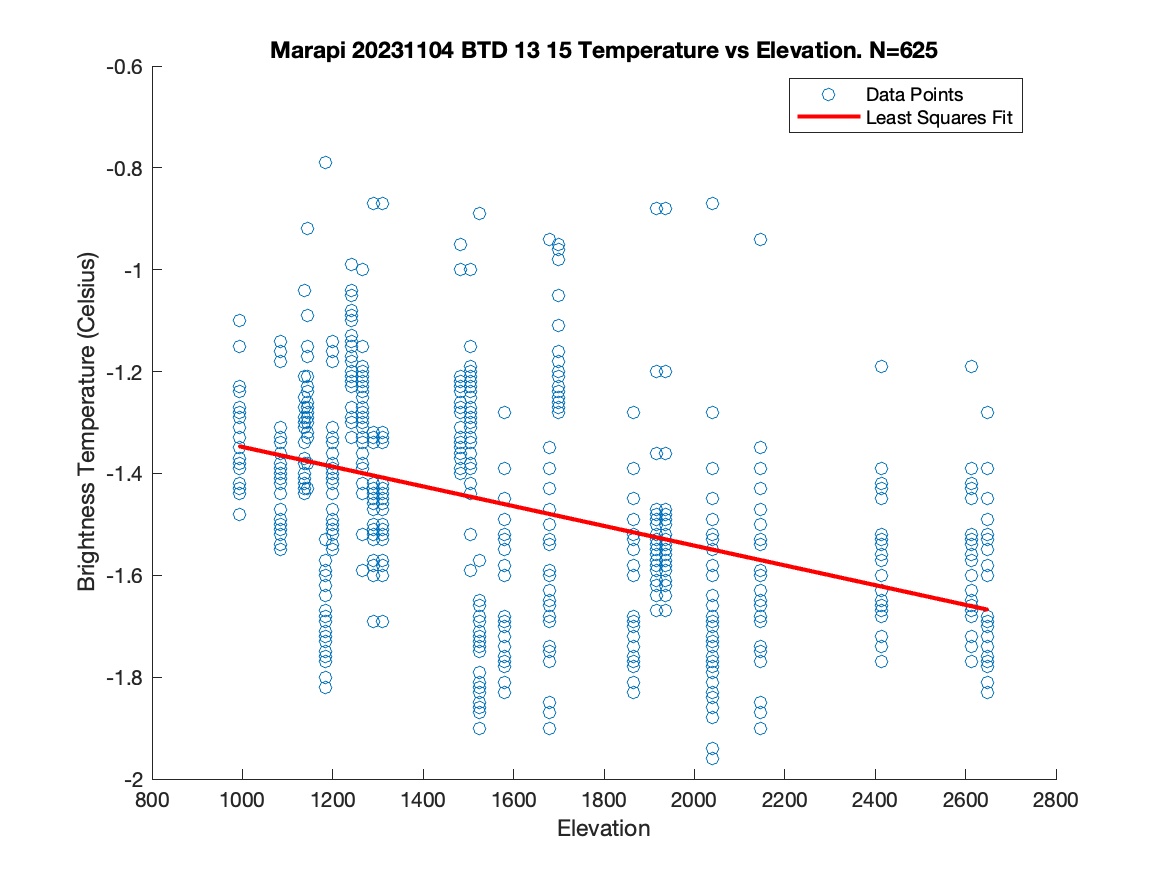 Marapi 20231104 BTD 13 15 Temperature vs Elevation. N=625
Data Points
Least Squares Fit
Brightness Temperature (Celsius)
-0.6
-0.8
-1
-1.2
-1.4
-1.6
-1.8
-2
800 1000 1200 1400 1600 1800 2000 2200 2400 2600 2800
Elevation